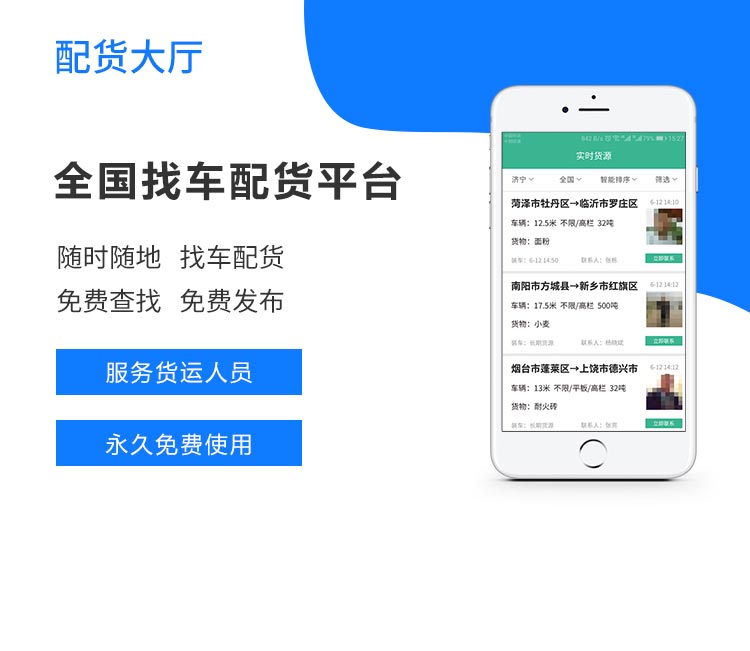 配货大厅
全国找车配货平台
随时随地 找车配货
免费查找 免费发布
服务货运人员
永久免费使用
15:27
实时货源
济宁 全国 智能排序 筛选
菏泽市牡丹区→临沂市罗庄区 6-12 14:10
车辆：12.5米 不限/高栏 32吨
货物：面粉
装车：6-12 14:50 联系人：张栋 立即联系
南阳市方城县→新乡市红旗区 6-12 14:12
车辆：17.5米 不限/高栏 500吨
货物：小麦
装车：长期货源 联系人：杨晓斌 立即联系
烟台市蓬莱区→上饶市德兴市 6-12 14:12
车辆：13米 不限/平板/高栏 32吨
货物：耐火砖
装车：长期货源 联系人：张亮 立即联系